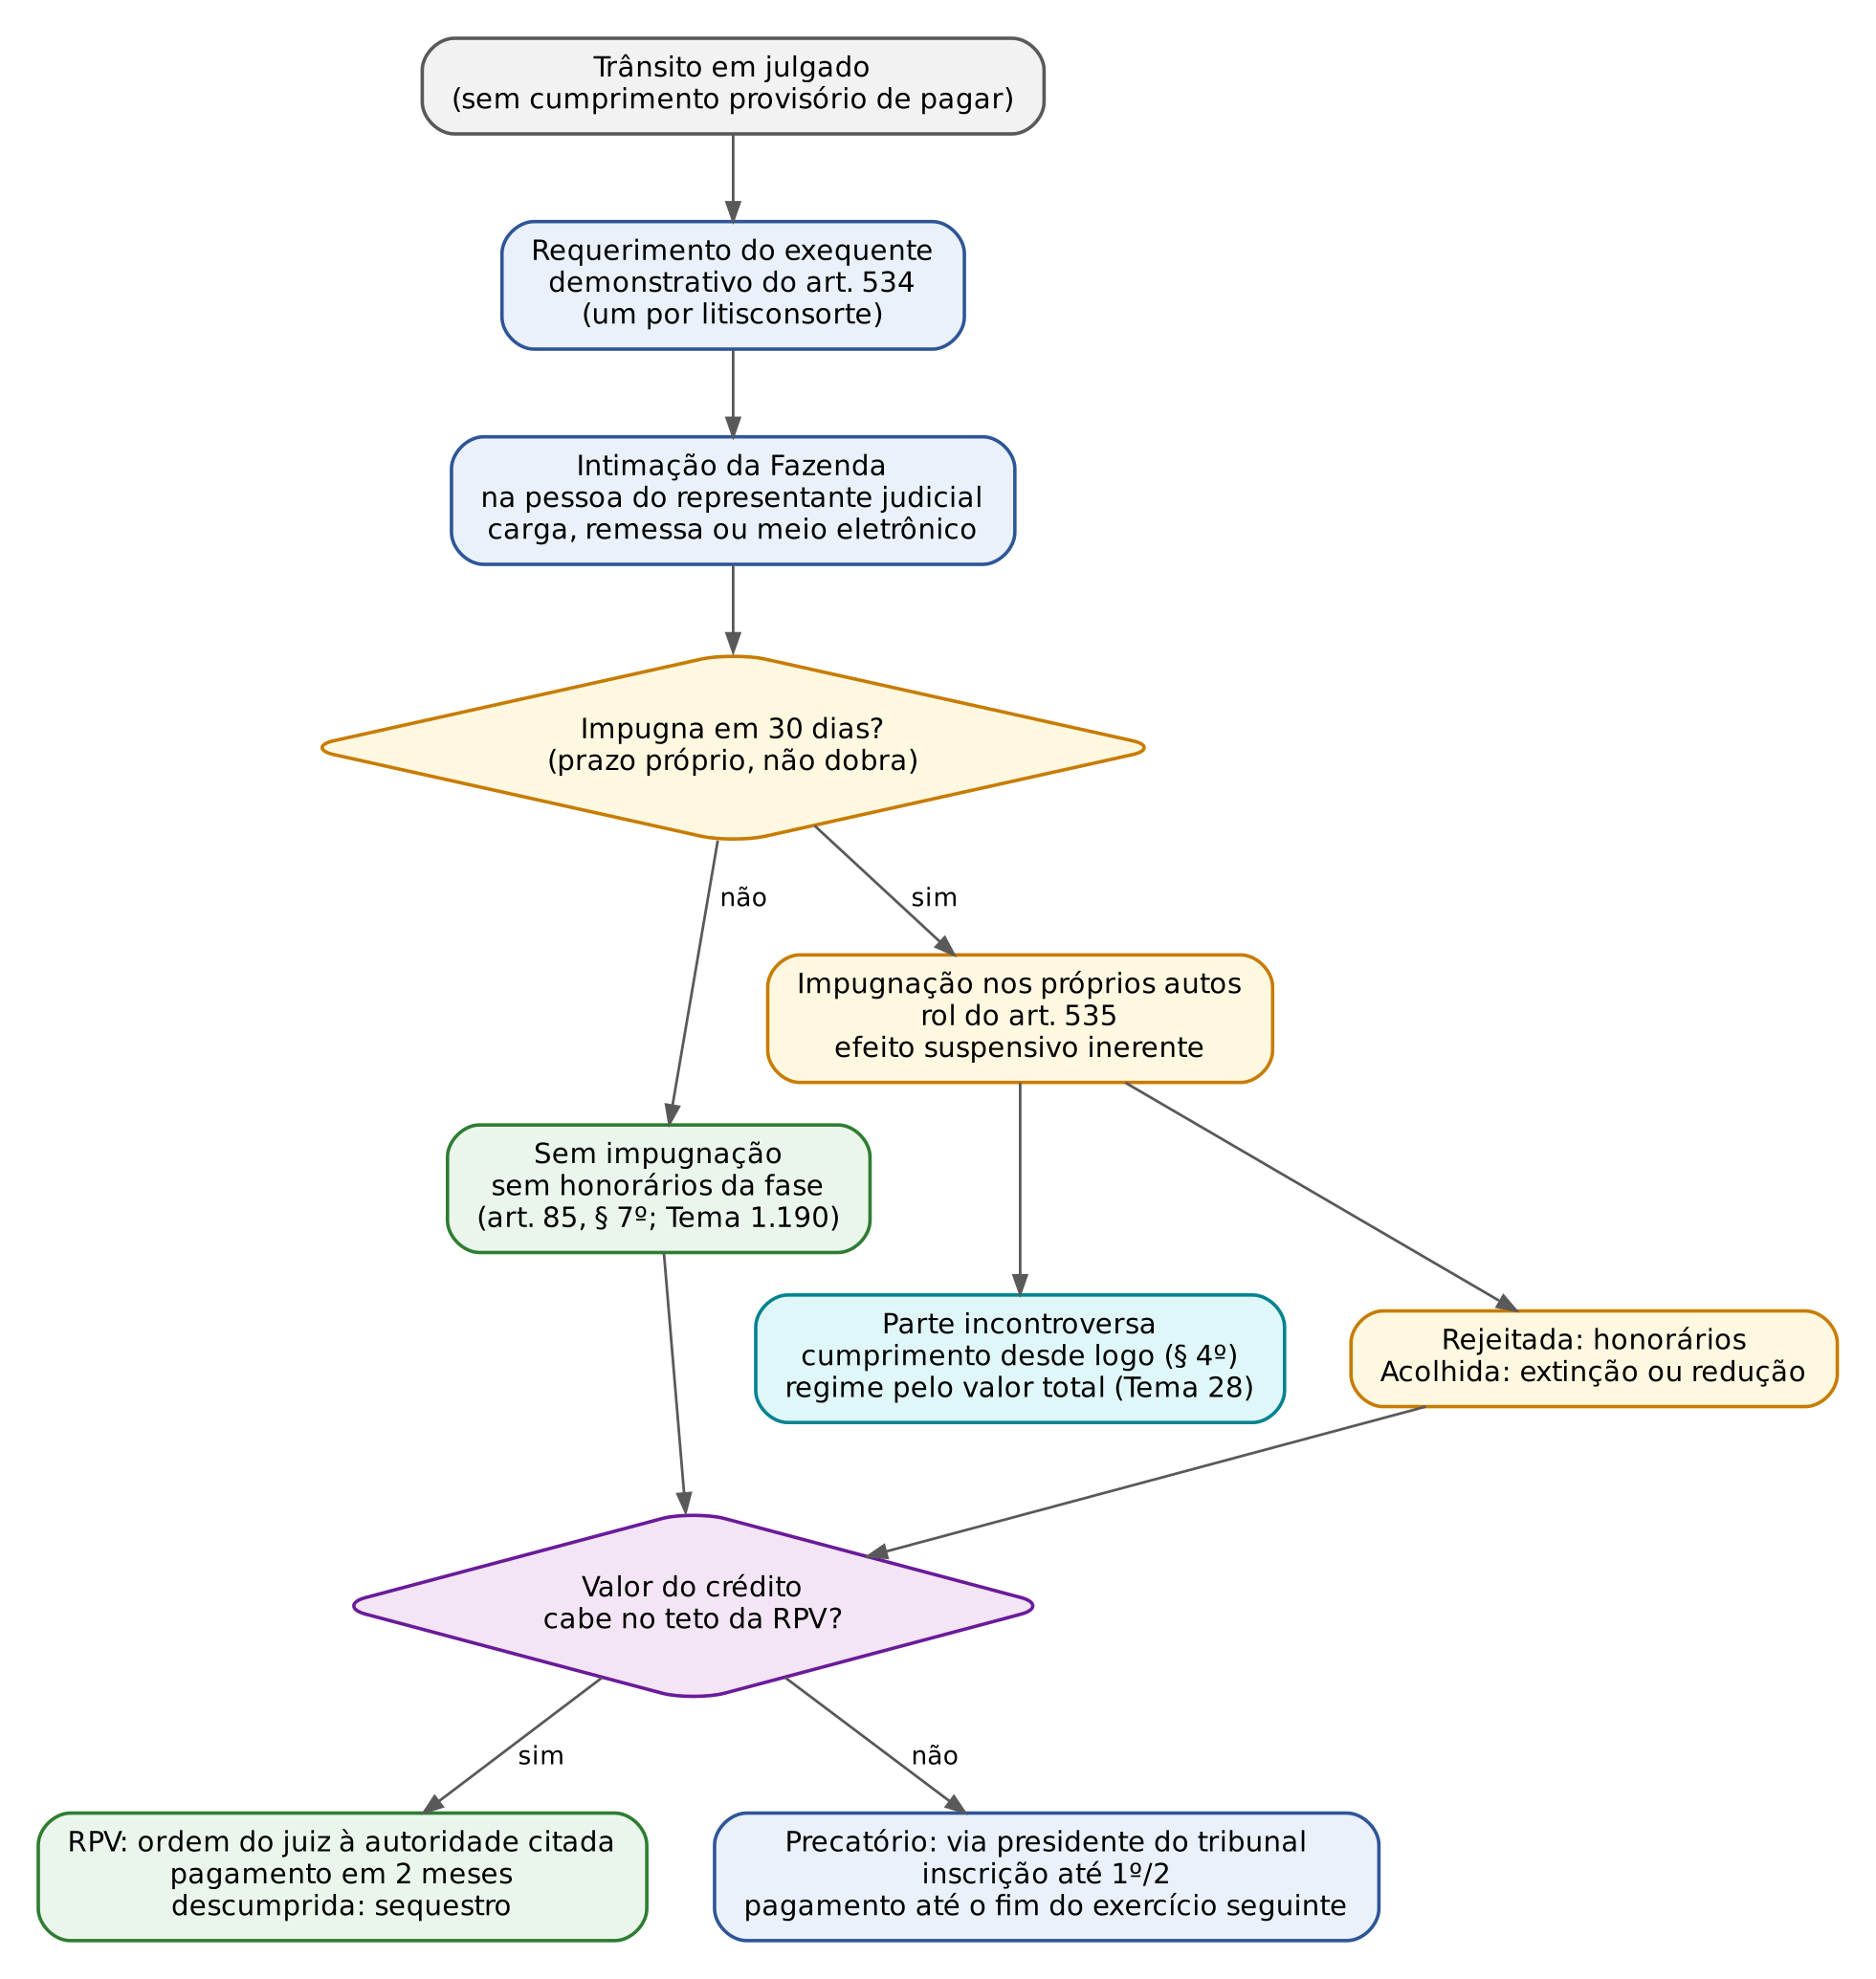 Trânsito em julgado
(sem cumprimento provisório de pagar)
Requerimento do exequente
demonstrativo do art. 534
(um por litisconsorte)
Intimação da Fazenda
na pessoa do representante judicial
carga, remessa ou meio eletrônico
Impugna em 30 dias?
(prazo próprio, não dobra)
não
sim
Impugnação nos próprios autos
rol do art. 535
efeito suspensivo inerente
Sem impugnação
sem honorários da fase
(art. 85, § 7º; Tema 1.190)
Parte incontroversa
cumprimento desde logo (§ 4º)
regime pelo valor total (Tema 28)
Rejeitada: honorários
Acolhida: extinção ou redução
Valor do crédito
cabe no teto da RPV?
sim
não
RPV: ordem do juiz à autoridade citada
pagamento em 2 meses
descumprida: sequestro
Precatório: via presidente do tribunal
inscrição até 1º/2
pagamento até o fim do exercício seguinte